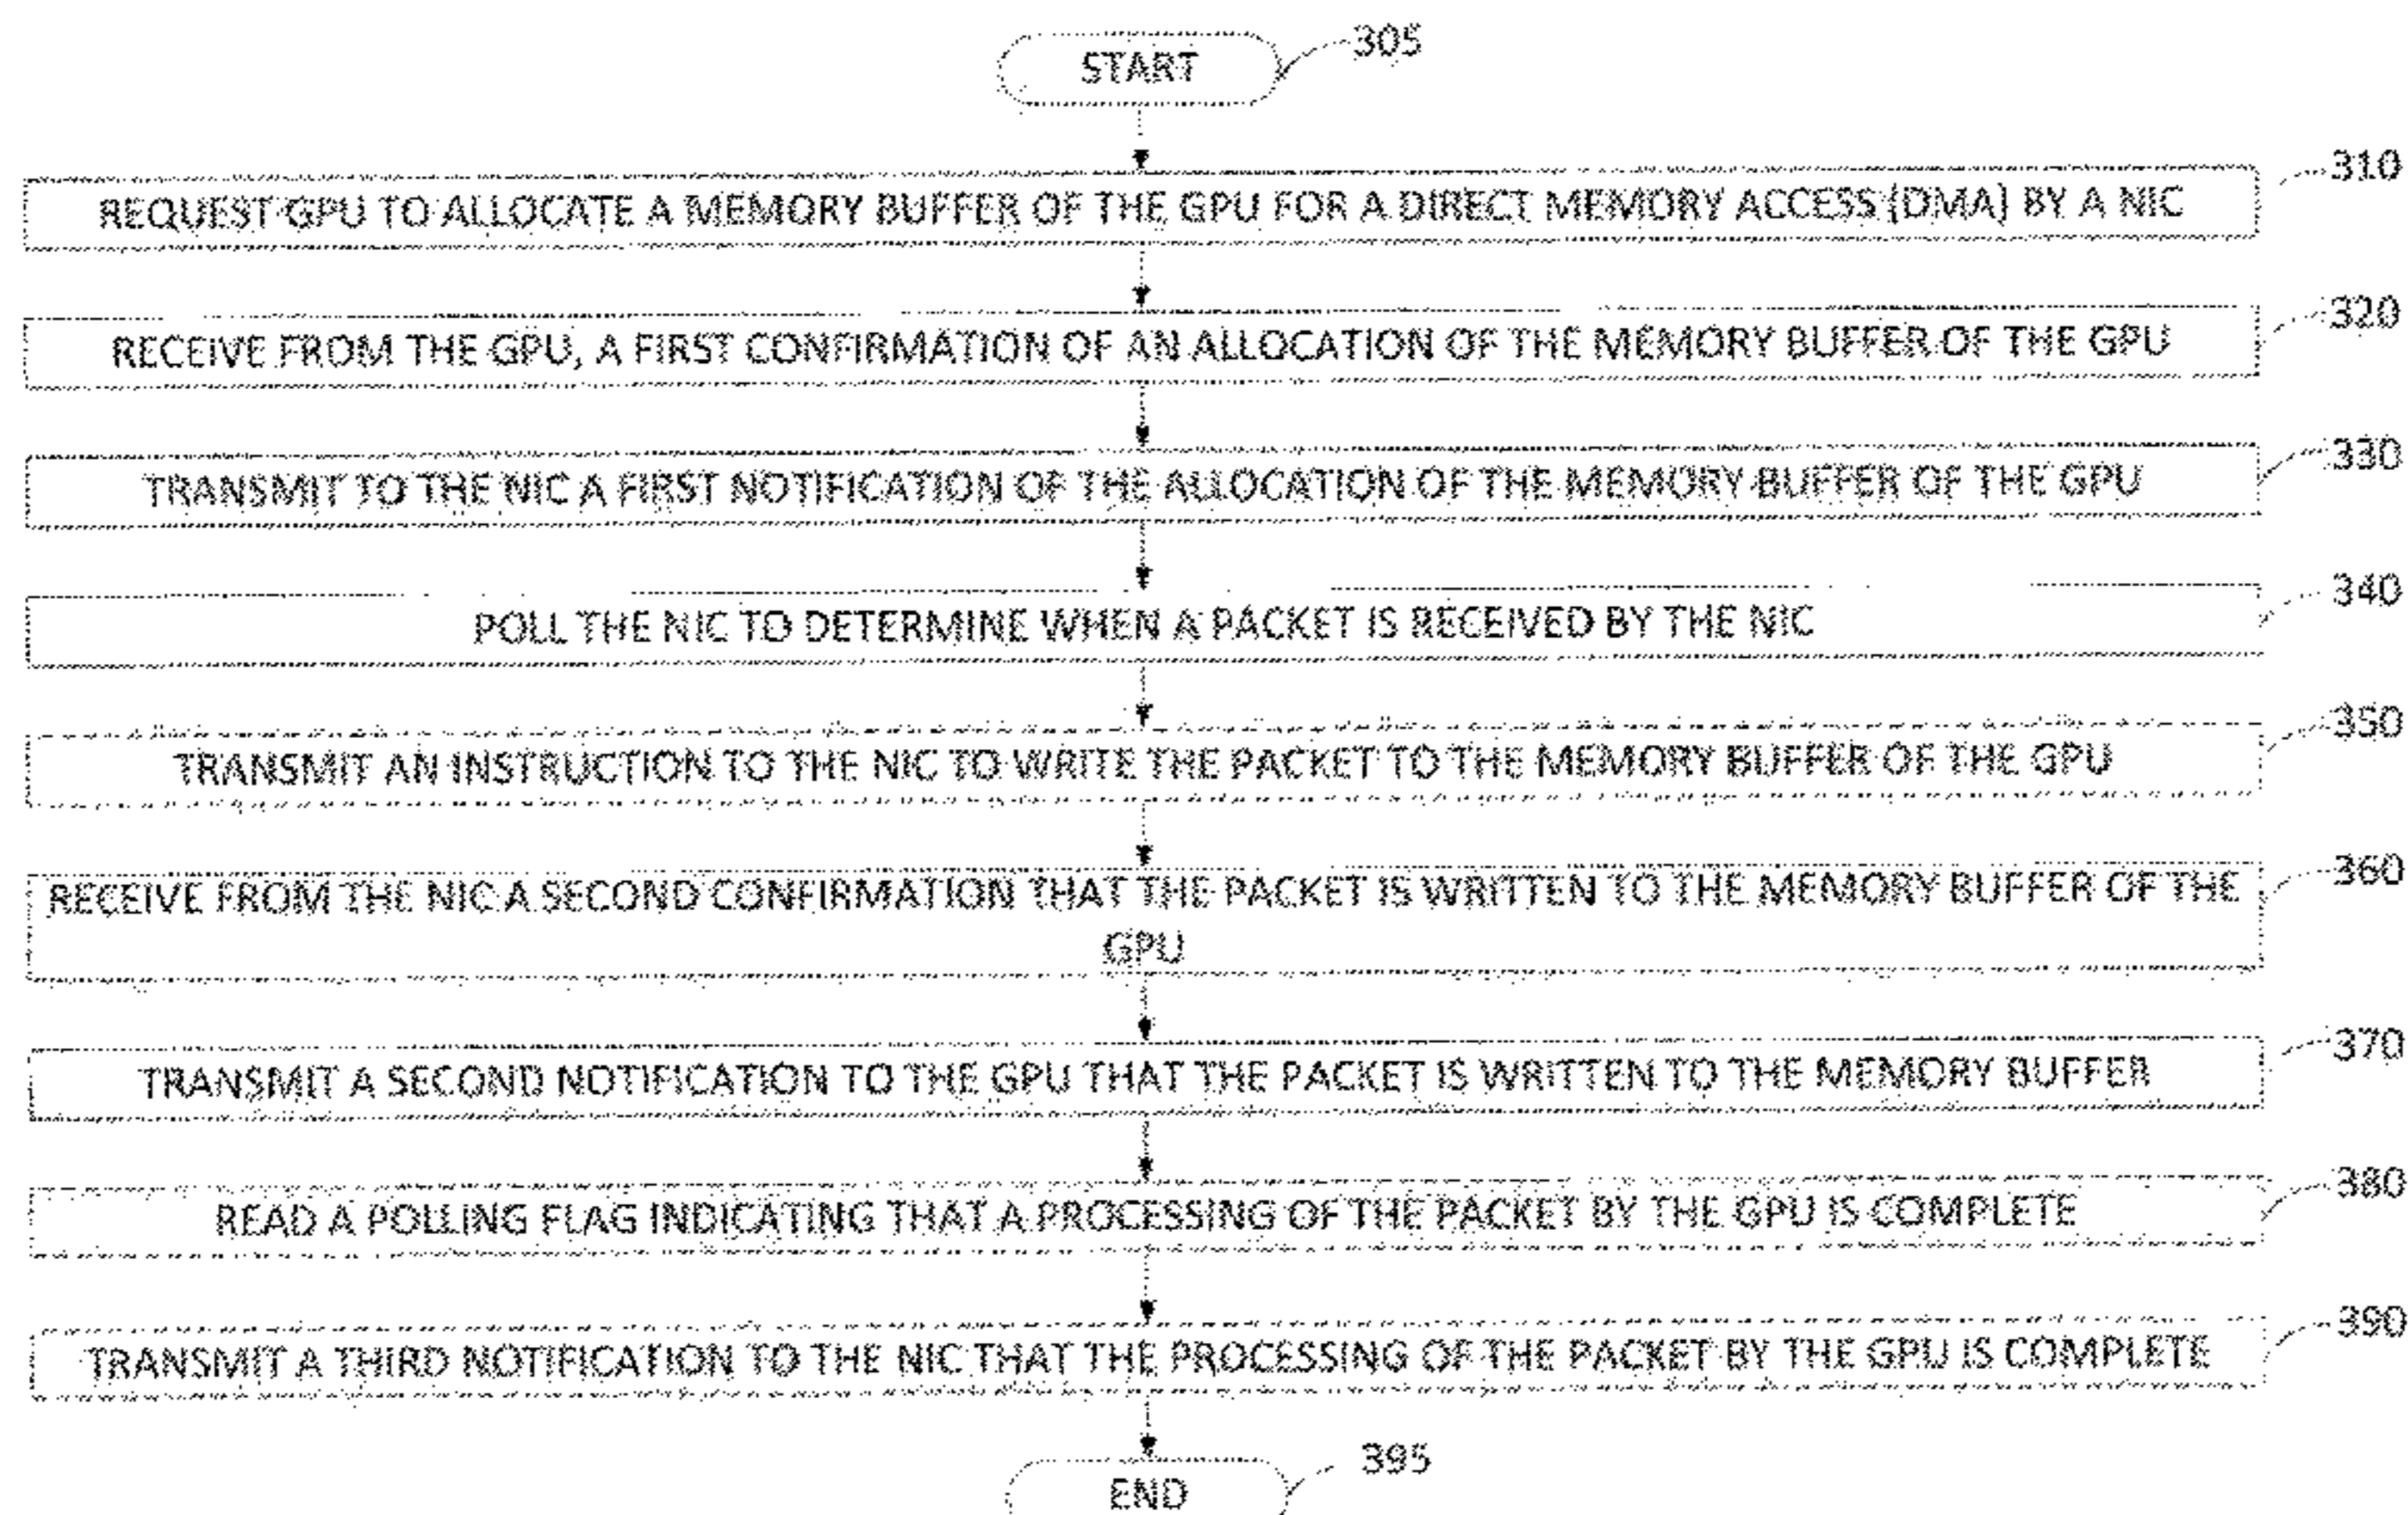 START
305
310
REQUEST GPU TO ALLOCATE A MEMORY BUFFER OF THE GPU FOR A DIRECT MEMORY ACCESS (DMA) BY A NIC
320
RECEIVE FROM THE GPU, A FIRST CONFIRMATION OF AN ALLOCATION OF THE MEMORY BUFFER OF THE GPU
330
TRANSMIT TO THE NIC A FIRST NOTIFICATION OF THE ALLOCATION OF THE MEMORY BUFFER OF THE GPU
340
POLL THE NIC TO DETERMINE WHEN A PACKET IS RECEIVED BY THE NIC
350
TRANSMIT AN INSTRUCTION TO THE NIC TO WRITE THE PACKET TO THE MEMORY BUFFER OF THE GPU
360
RECEIVE FROM THE NIC A SECOND CONFIRMATION THAT THE PACKET IS WRITTEN TO THE MEMORY BUFFER OF THE
GPU
370
TRANSMIT A SECOND NOTIFICATION TO THE GPU THAT THE PACKET IS WRITTEN TO THE MEMORY BUFFER
380
READ A POLLING FLAG INDICATING THAT A PROCESSING OF THE PACKET BY THE GPU IS COMPLETE
390
TRANSMIT A THIRD NOTIFICATION TO THE NIC THAT THE PROCESSING OF THE PACKET BY THE GPU IS COMPLETE
395
END